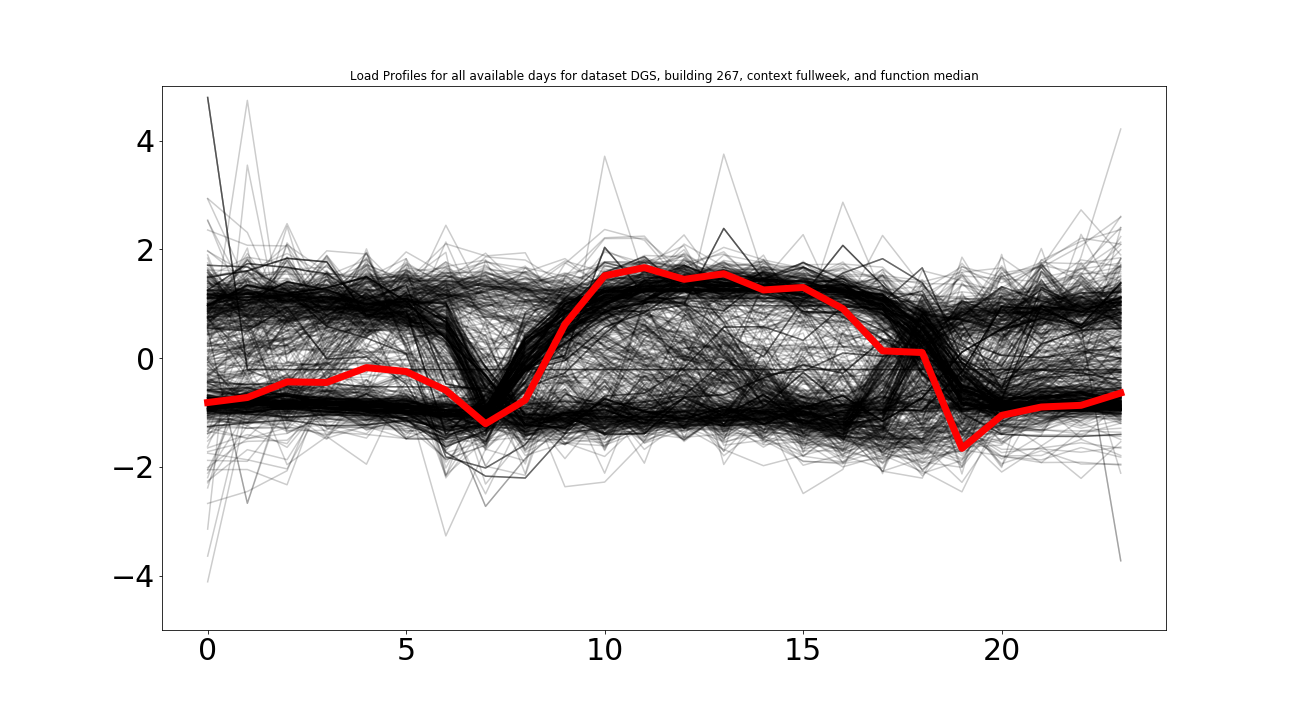 Load Profiles for all available days for dataset DGS, building 267, context fullweek, and function median
4
2
0
−2
−4
0 5 10 15 20